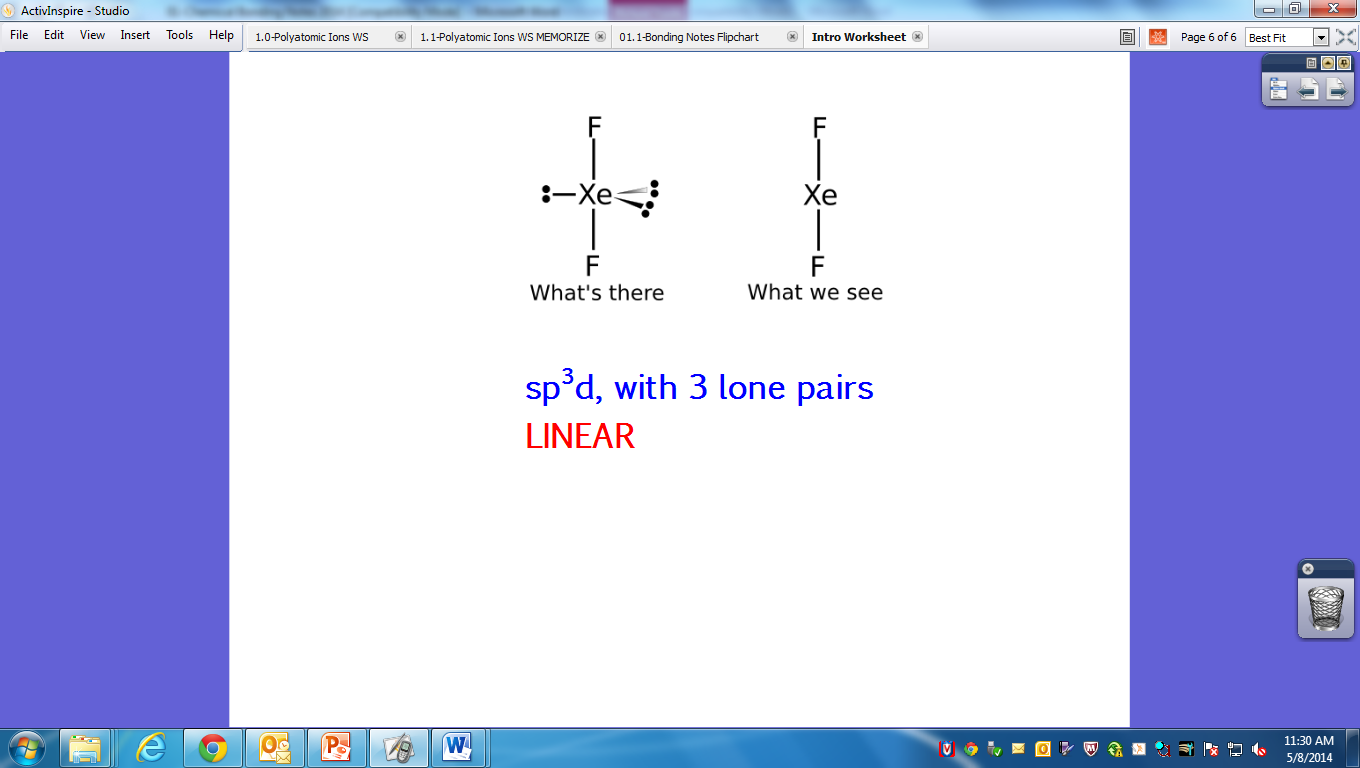 ActivInspire - Studio
File Edit View Insert Tools Help
1.0-Polyatomic Ions WS
1.1-Polyatomic Ions WS MEMORIZE
01.1-Bonding Notes Flipchart
Intro Worksheet
Page 6 of 6
Best Fit
F F
Xe Xe
F F
What's there What we see
sp³d, with 3 lone pairs
LINEAR
11:30 AM
5/8/2014